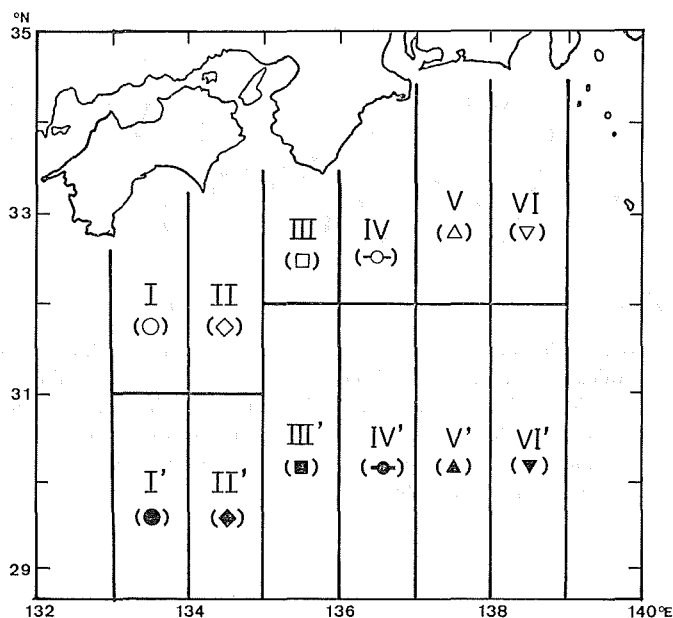 °N
35
33
III IV V VI
(□) (-○-) (△) (▽)
I II
(○) (◇)
31
III' IV' V' VI'
(■) (-●-) (▲) (▼)
I' II'
(●) (◆)
29
132 134 136 138 140°E